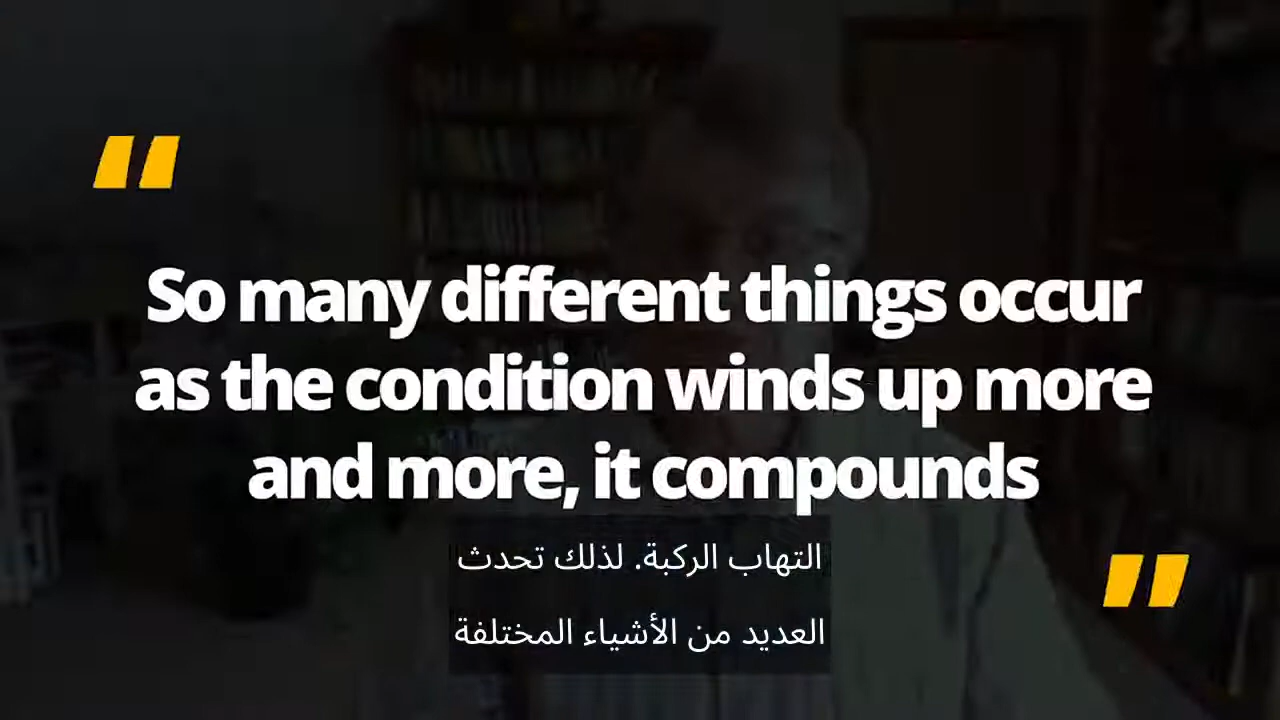 So many different things occur
as the condition winds up more
and more, it compounds
التهاب الركبة. لذلك تحدث
العديد من الأشياء المختلفة